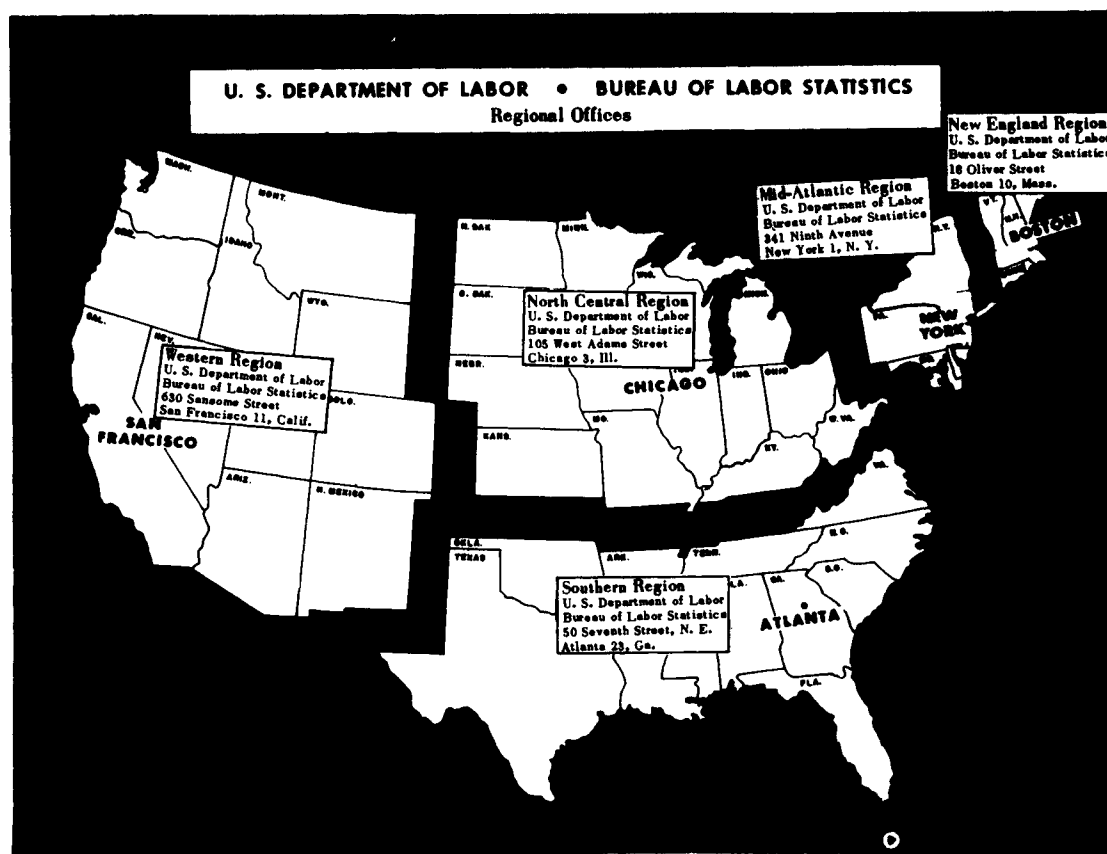 U. S. DEPARTMENT OF LABOR • BUREAU OF LABOR STATISTICS
Regional Offices
New England Region
U. S. Department of Labor
Bureau of Labor Statistics
18 Oliver Street
Boston 10, Mass.
Mid-Atlantic Region
U. S. Department of Labor
Bureau of Labor Statistics
341 Ninth Avenue
New York 1, N. Y.
North Central Region
U. S. Department of Labor
Bureau of Labor Statistics
105 West Adams Street
Chicago 3, Ill.
Western Region
U. S. Department of Labor
Bureau of Labor Statistics
630 Sansome Street
San Francisco 11, Calif.
Southern Region
U. S. Department of Labor
Bureau of Labor Statistics
50 Seventh Street, N. E.
Atlanta 23, Ga.
WASH.
MONT.
ORE.
IDAHO
WYO.
CAL.
NEV.
COLO.
ARIZ.
N. MEXICO
SAN
FRANCISCO
N. DAK
MINN.
S. DAK.
WIS.
MICH.
NEBR.
CHICAGO
IND.
OHIO
KANS.
MO.
KY.
W. VA.
VT.
N.H.
BOSTON
N.Y.
PA.
NEW
YORK
VA.
N. C.
S. C.
OKLA.
TEXAS
ARK.
TENN.
GA.
ATLANTA
FLA.